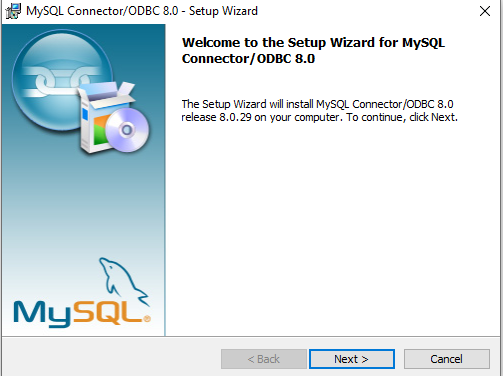 MySQL Connector/ODBC 8.0 - Setup Wizard
Welcome to the Setup Wizard for MySQL
Connector/ODBC 8.0
The Setup Wizard will install MySQL Connector/ODBC 8.0
release 8.0.29 on your computer. To continue, click Next.
MySQL®
< Back
Next >
Cancel